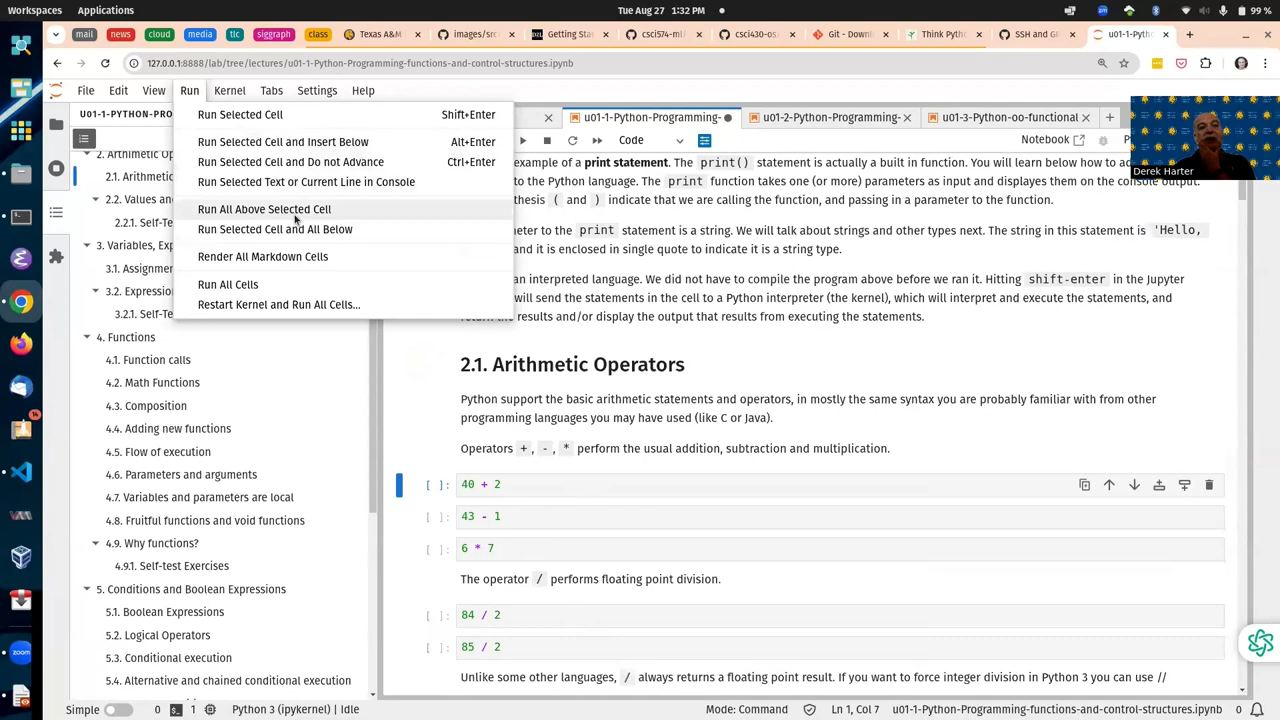 Workspaces Applications Tue Aug 27 1:32 PM 99 %
mail news cloud media tlc siggraph class Texas A&M images/src Getting Sta csci574-ml/ csci430-os Git - Downl Think Pyth SSH and Gi u01-1-Pyth
127.0.0.1:8888/lab/tree/lectures/u01-1-Python-Programming-functions-and-control-structures.ipynb
File Edit View Run Kernel Tabs Settings Help
U01-1-PYTHON-PRO
u01-1-Python-Programming- u01-2-Python-Programming- u01-3-Python-oo-functional
Code Notebook
Run Selected Cell Shift+Enter
Run Selected Cell and Insert Below Alt+Enter
Run Selected Cell and Do not Advance Ctrl+Enter
Run Selected Text or Current Line in Console
Run All Above Selected Cell
Run Selected Cell and All Below
Render All Markdown Cells
Run All Cells
Restart Kernel and Run All Cells...
2. Arithmetic Op
2.1. Arithmeti
2.2. Values an
2.2.1. Self-Te
3. Variables, Exp
3.1. Assignme
3.2. Expressio
3.2.1. Self-Te
4. Functions
4.1. Function calls
4.2. Math Functions
4.3. Composition
4.4. Adding new functions
4.5. Flow of execution
4.6. Parameters and arguments
4.7. Variables and parameters are local
4.8. Fruitful functions and void functions
4.9. Why functions?
4.9.1. Self-test Exercises
5. Conditions and Boolean Expressions
5.1. Boolean Expressions
5.2. Logical Operators
5.3. Conditional execution
5.4. Alternative and chained conditional execution
example of a print statement. The print() statement is actually a built in function. You will learn below how to a
to the Python language. The print function takes one (or more) parameters as input and displayes them on the console output.
thesis ( and ) indicate that we are calling the function, and passing in a parameter to the function.
meter to the print statement is a string. We will talk about strings and other types next. The string in this statement is 'Hello,
and it is enclosed in single quote to indicate it is a string type.
an interpreted language. We did not have to compile the program above before we ran it. Hitting shift-enter in the Jupyter
will send the statements in the cell to a Python interpreter (the kernel), which will interpret and execute the statements, and
return the results and/or display the output that results from executing the statements.
2.1. Arithmetic Operators
Python support the basic arithmetic statements and operators, in mostly the same syntax you are probably familiar with from other
programming languages you may have used (like C or Java).
Operators +, -, * perform the usual addition, subtraction and multiplication.
[ ]: 40 + 2
[ ]: 43 - 1
[ ]: 6 * 7
The operator / performs floating point division.
[ ]: 84 / 2
[ ]: 85 / 2
Unlike some other languages, / always returns a floating point result. If you want to force integer division in Python 3 you can use //
Derek Harter
14
zoom
Simple 0 1 Python 3 (ipykernel) | Idle Mode: Command Ln 1, Col 7 u01-1-Python-Programming-functions-and-control-structures.ipynb 0